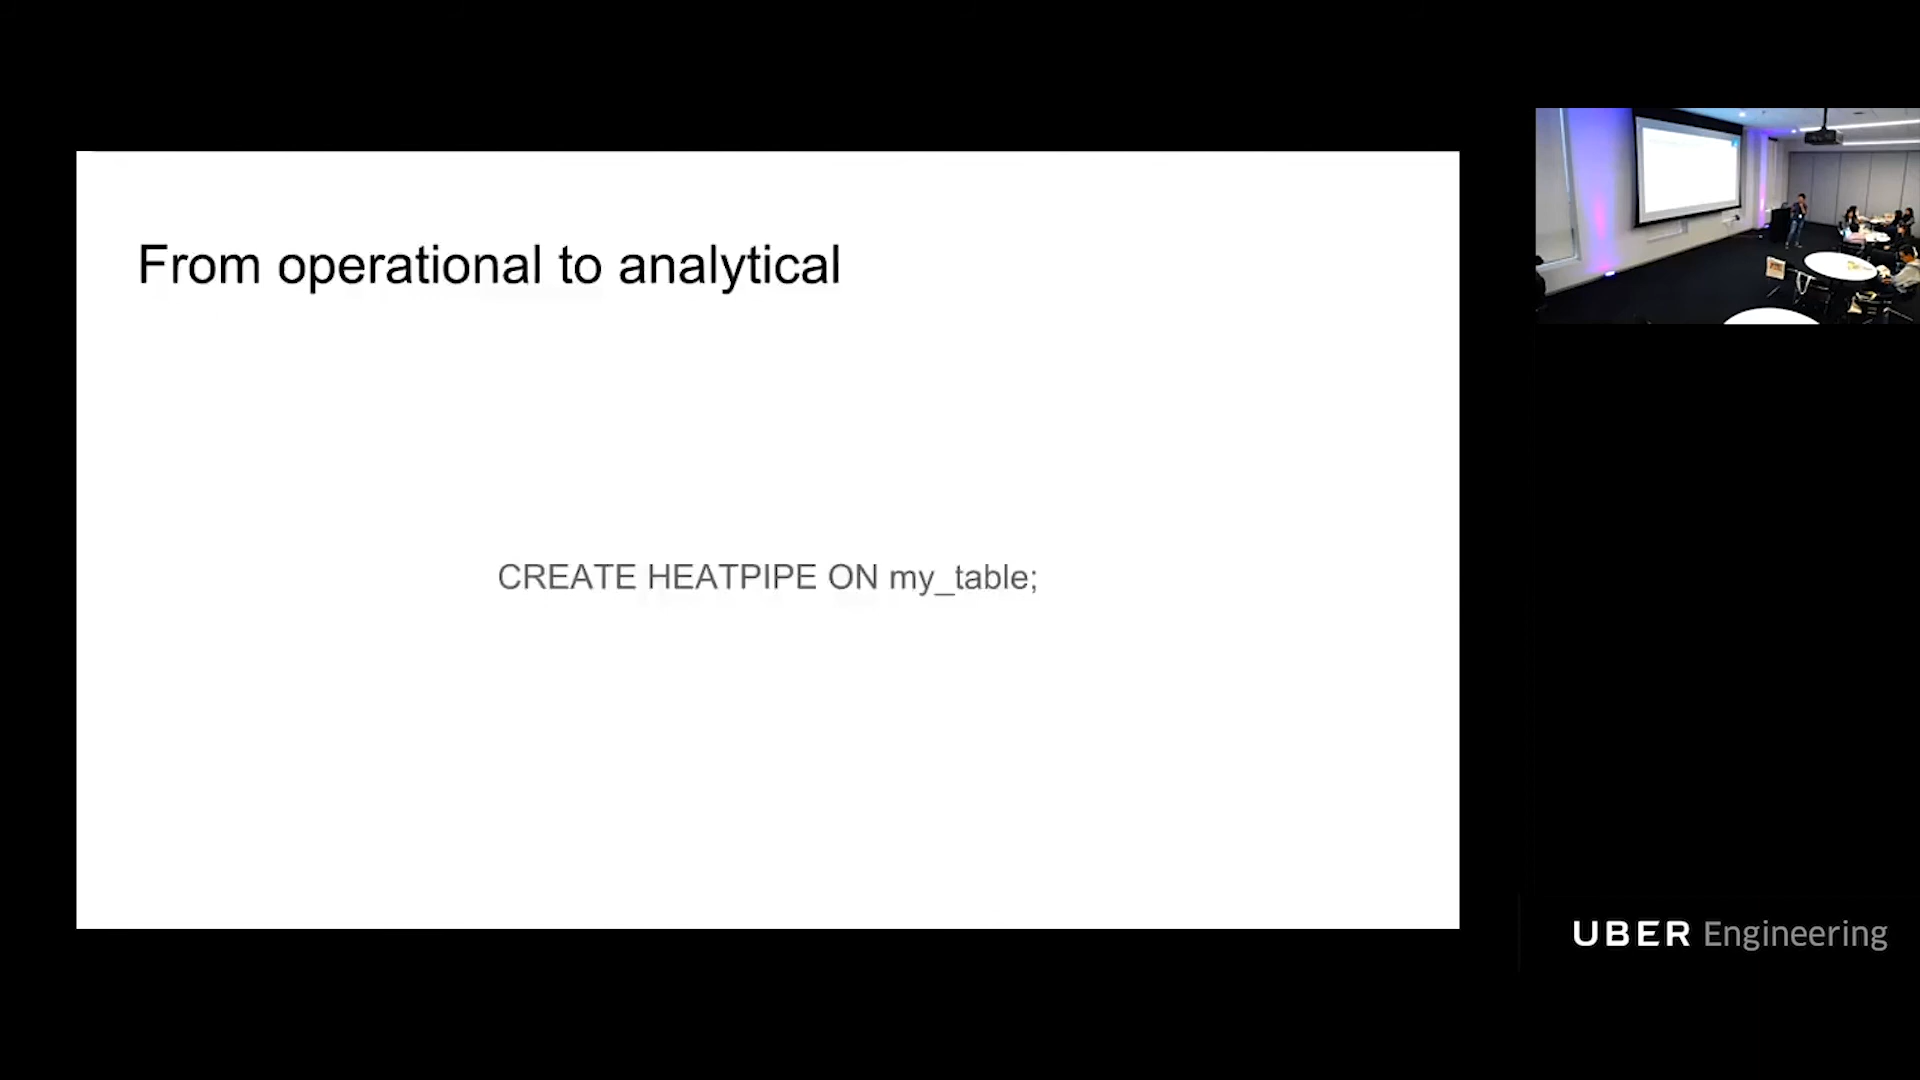 From operational to analytical
CREATE HEATPIPE ON my_table;
UBER Engineering